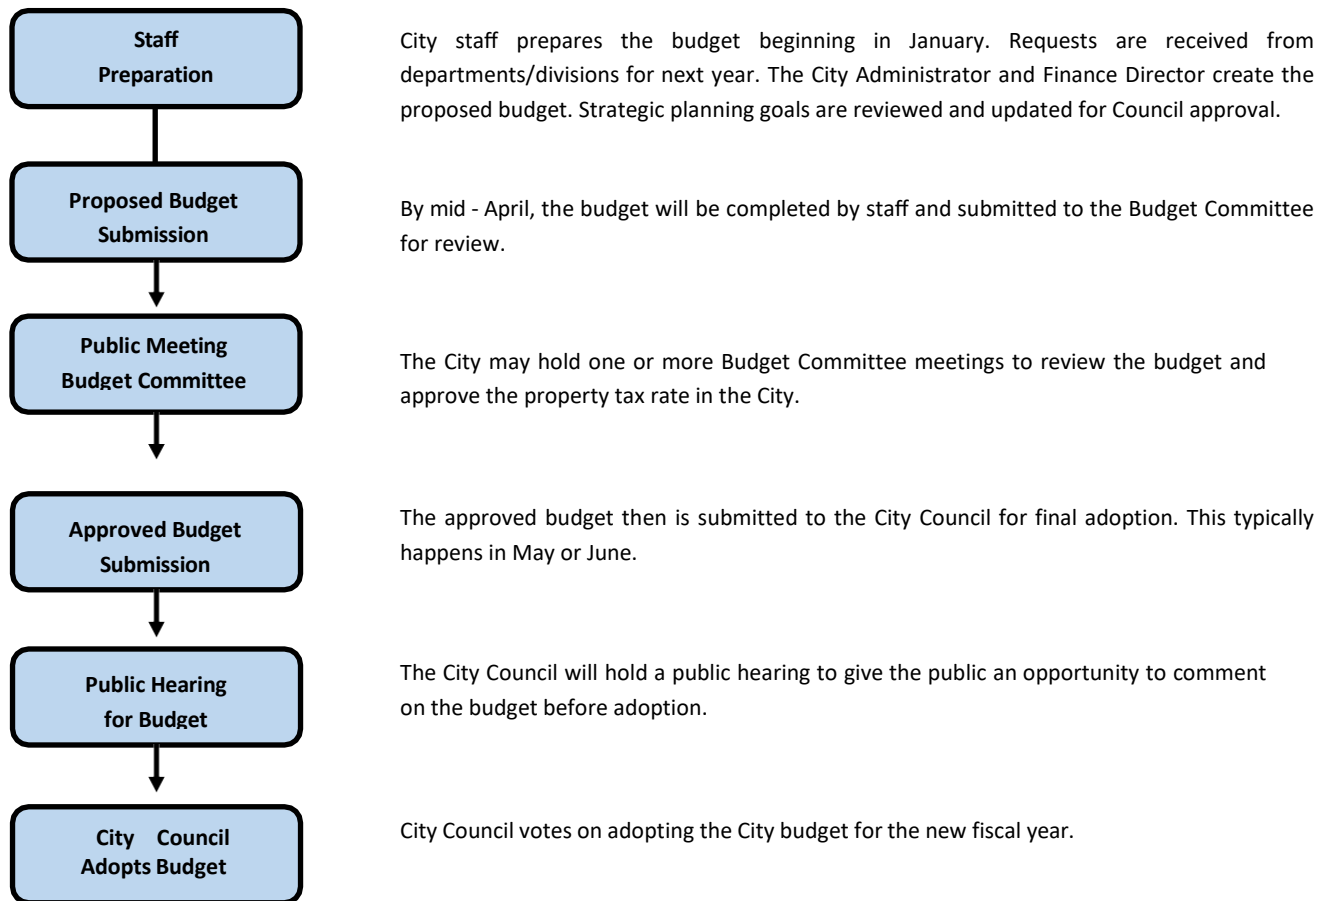 Staff
Preparation
City staff prepares the budget beginning in January. Requests are received from
departments/divisions for next year. The City Administrator and Finance Director create the
proposed budget. Strategic planning goals are reviewed and updated for Council approval.
Proposed Budget
Submission
By mid - April, the budget will be completed by staff and submitted to the Budget Committee
for review.
Public Meeting
Budget Committee
The City may hold one or more Budget Committee meetings to review the budget and
approve the property tax rate in the City.
Approved Budget
Submission
The approved budget then is submitted to the City Council for final adoption. This typically
happens in May or June.
Public Hearing
for Budget
The City Council will hold a public hearing to give the public an opportunity to comment
on the budget before adoption.
City Council
Adopts Budget
City Council votes on adopting the City budget for the new fiscal year.